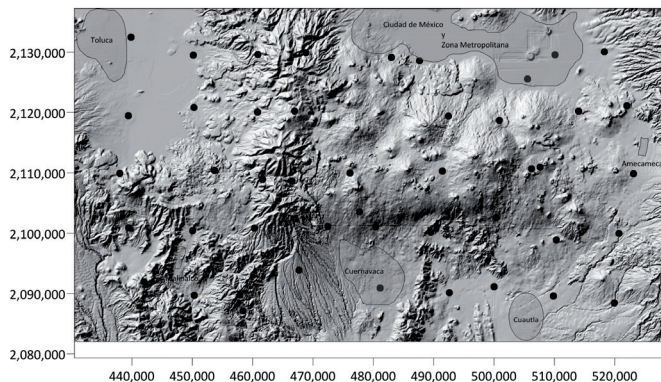 Toluca
Ciudad de México
y
Zona Metropolitana
2,130,000
2,120,000
2,110,000
Amecameca
2,100,000
Cuernavaca
2,090,000
Cuautla
2,080,000
440,000 450,000 460,000 470,000 480,000 490,000 500,000 510,000 520,000